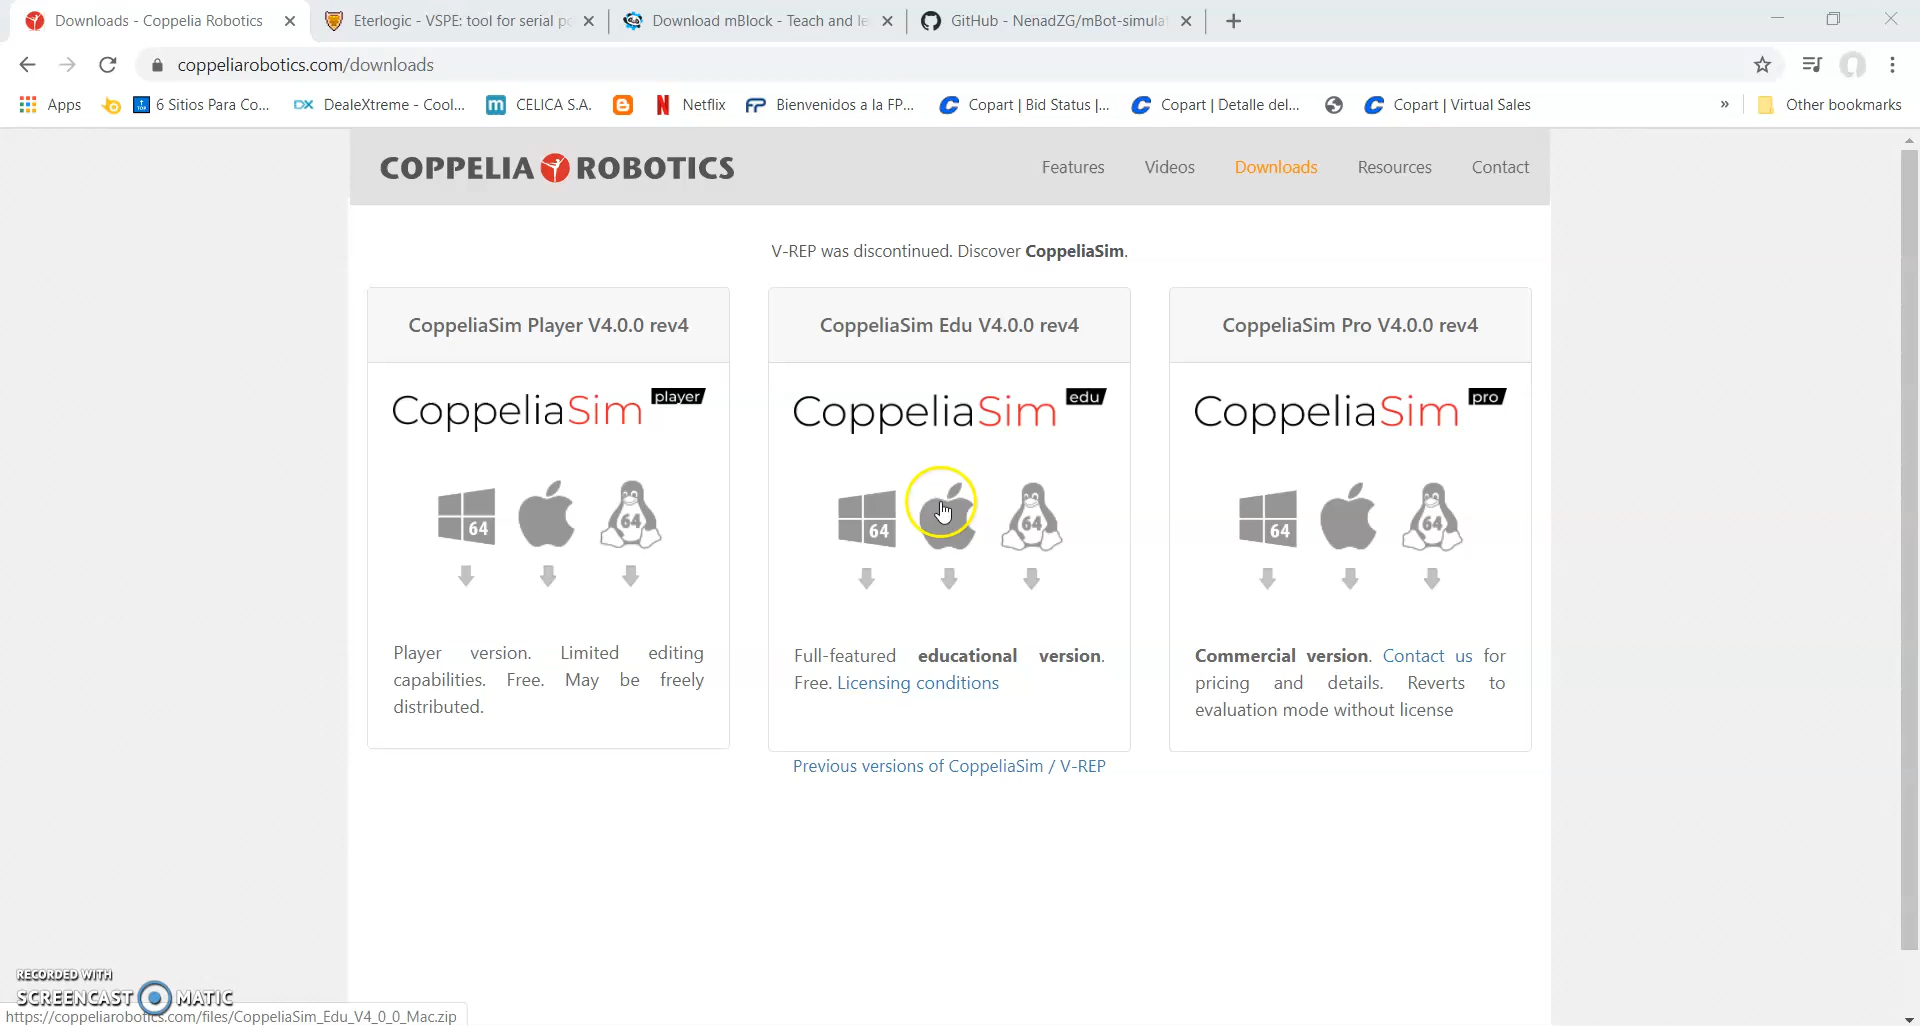 Downloads - Coppelia Robotics
Eterlogic - VSPE: tool for serial po
Download mBlock - Teach and le
GitHub - NenadZG/mBot-simulat
coppeliarobotics.com/downloads
Apps
6 Sitios Para Co...
DX DealeXtreme - Cool...
m CELICA S.A.
N Netflix
FP Bienvenidos a la FP...
Copart | Bid Status |...
Copart | Detalle del...
Copart | Virtual Sales
»
Other bookmarks
COPPELIA ROBOTICS
Features
Videos
Downloads
Resources
Contact
V-REP was discontinued. Discover CoppeliaSim.
CoppeliaSim Player V4.0.0 rev4
CoppeliaSim player
64
64
Player version. Limited editing
capabilities. Free. May be freely
distributed.
CoppeliaSim Edu V4.0.0 rev4
CoppeliaSim edu
64
64
Full-featured educational version.
Free. Licensing conditions
CoppeliaSim Pro V4.0.0 rev4
CoppeliaSim pro
64
64
Commercial version. Contact us for
pricing and details. Reverts to
evaluation mode without license
Previous versions of CoppeliaSim / V-REP
RECORDED WITH
SCREENCAST MATIC
https://coppeliarobotics.com/files/CoppeliaSim_Edu_V4_0_0_Mac.zip